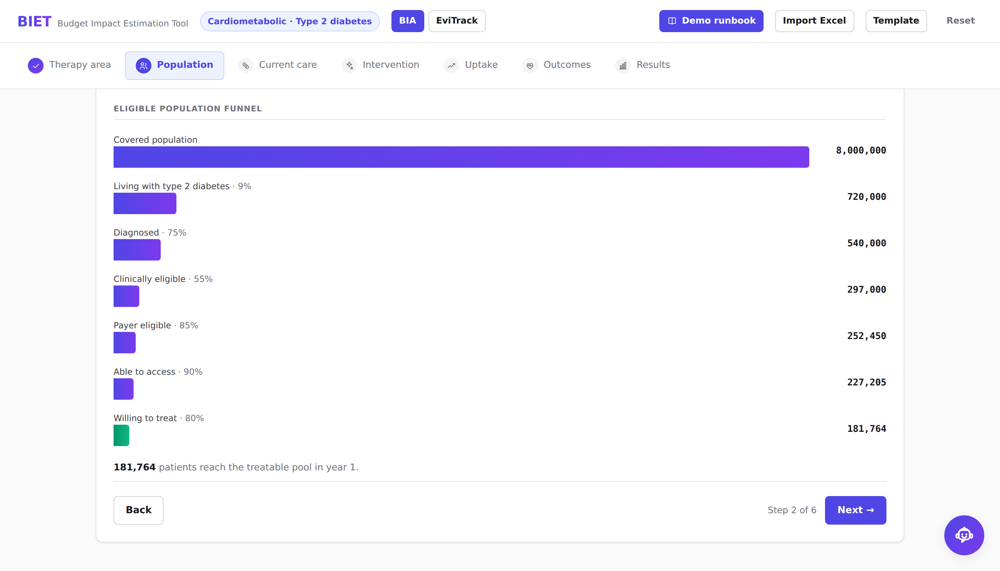 BIET Budget Impact Estimation Tool Cardiometabolic · Type 2 diabetes BIA EviTrack Demo runbook Import Excel Template Reset
Therapy area Population Current care Intervention Uptake Outcomes Results
ELIGIBLE POPULATION FUNNEL
Covered population
8,000,000
Living with type 2 diabetes · 9%
720,000
Diagnosed · 75%
540,000
Clinically eligible · 55%
297,000
Payer eligible · 85%
252,450
Able to access · 90%
227,205
Willing to treat · 80%
181,764
181,764 patients reach the treatable pool in year 1.
Back Step 2 of 6 Next →